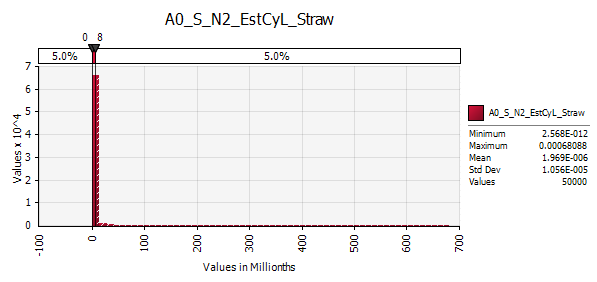 A0_S_N2_EstCyL_Straw
0 8
5.0% 5.0%
7
6
5
4
3
2
1
0
Values x 10^4
-100 0 100 200 300 400 500 600 700
Values in Millionths
A0_S_N2_EstCyL_Straw
Minimum 2.568E-012
Maximum 0.00068088
Mean 1.969E-006
Std Dev 1.056E-005
Values 50000